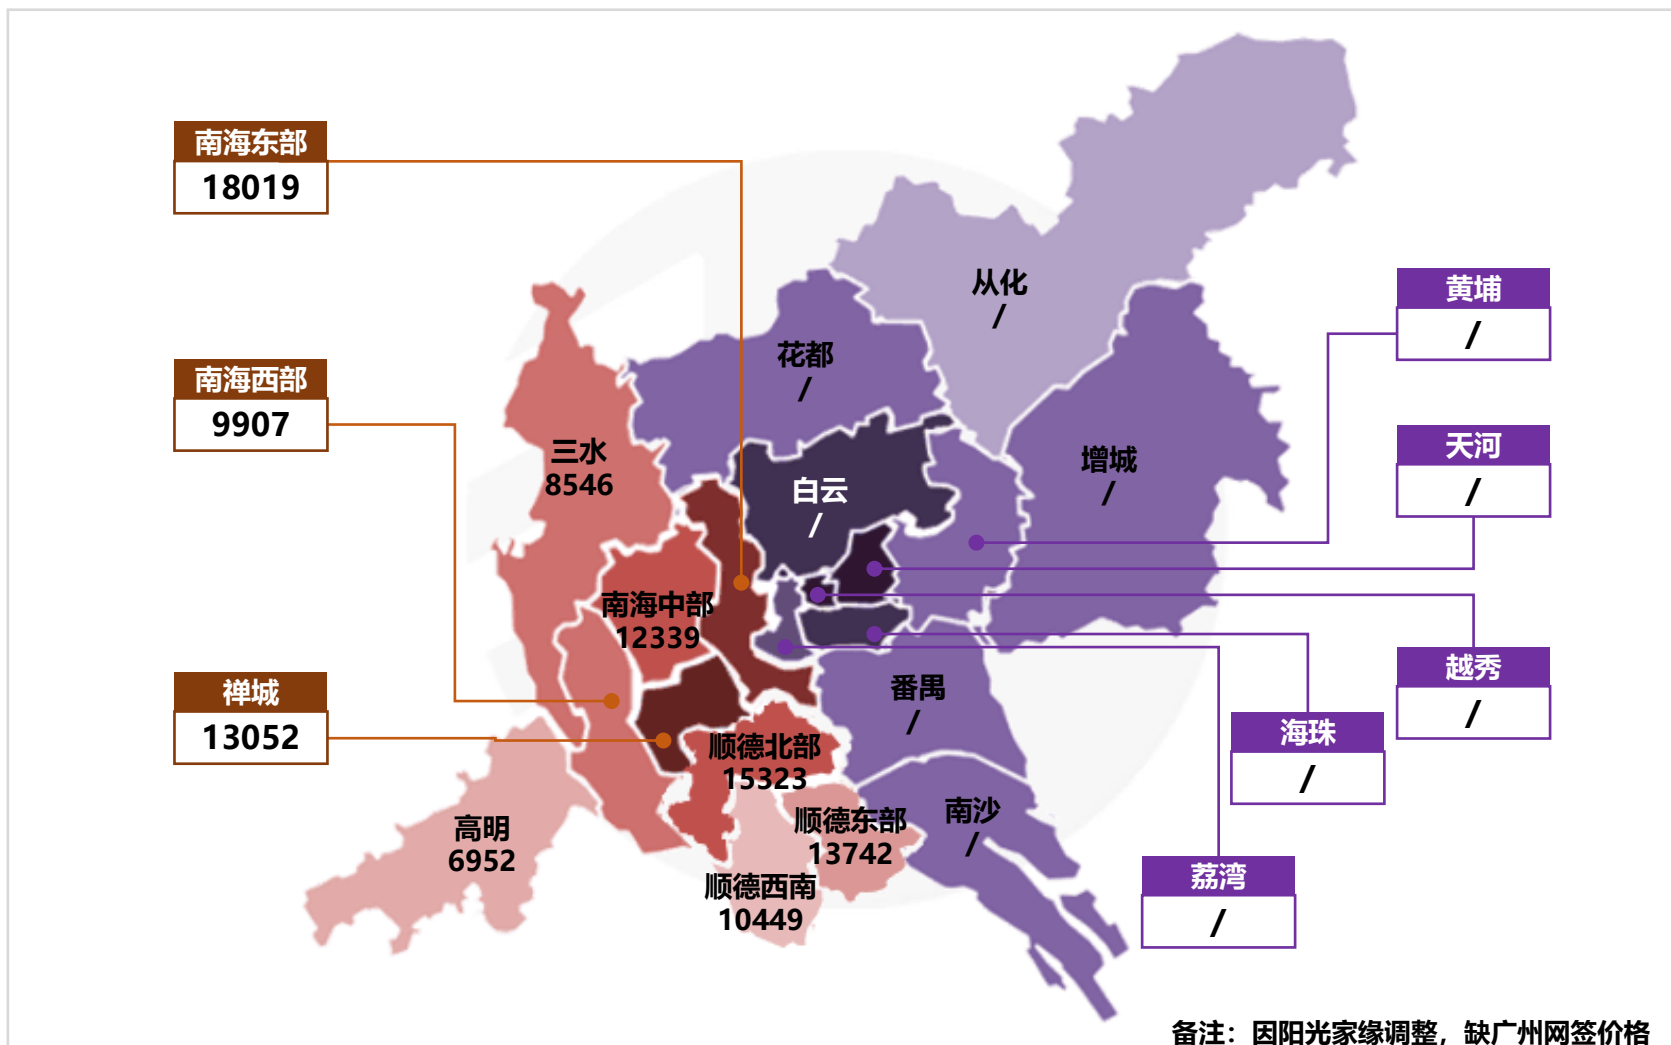 南海东部
18019
从化
/
黄埔
/
花都
/
南海西部
9907
三水
8546
天河
/
增城
/
白云
/
南海中部
12339
禅城
13052
番禺
/
越秀
/
顺德北部
15323
海珠
/
高明
6952
顺德东部
13742
南沙
/
顺德西南
10449
荔湾
/
备注：因阳光家缘调整，缺广州网签价格